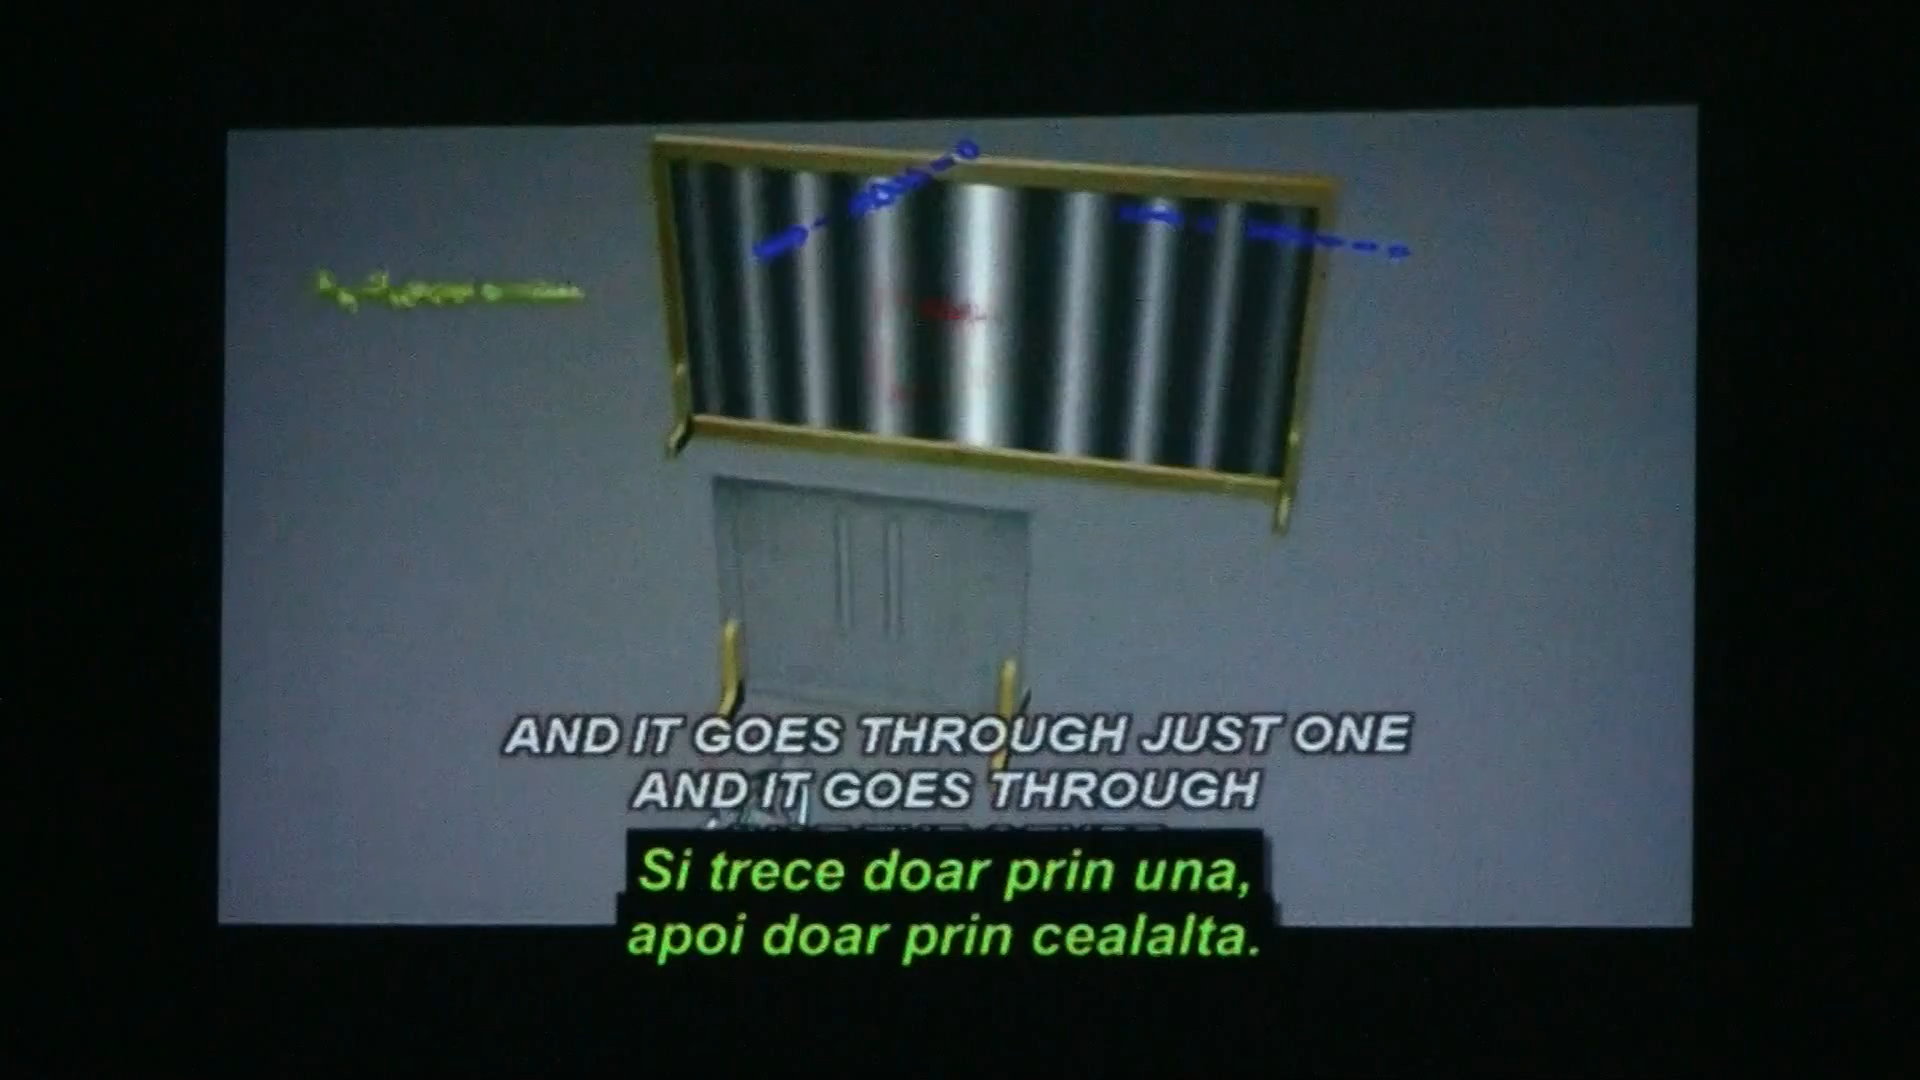 AND IT GOES THROUGH JUST ONE
AND IT GOES THROUGH
Si trece doar prin una,
apoi doar prin cealalta.